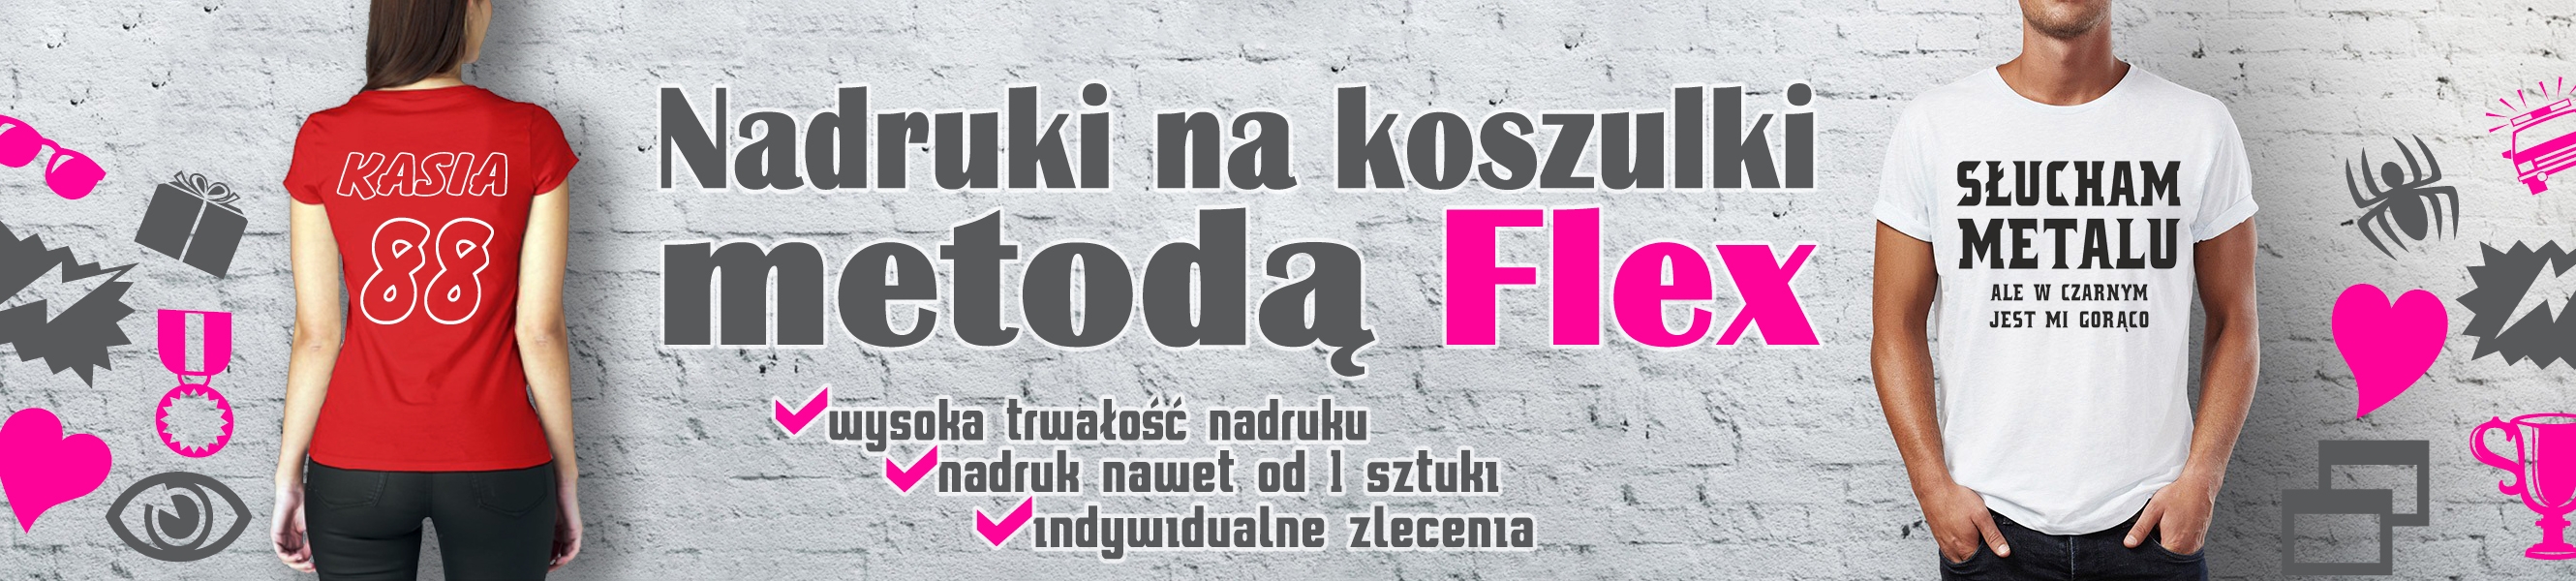 Nadruki na koszulki
metodą Flex
wysoka trwałość nadruku
nadruk nawet od 1 sztuki
indywidualne zlecenia
KASIA
88
SŁUCHAM
METALU
ALE W CZARNYM
JEST MI GORĄCO